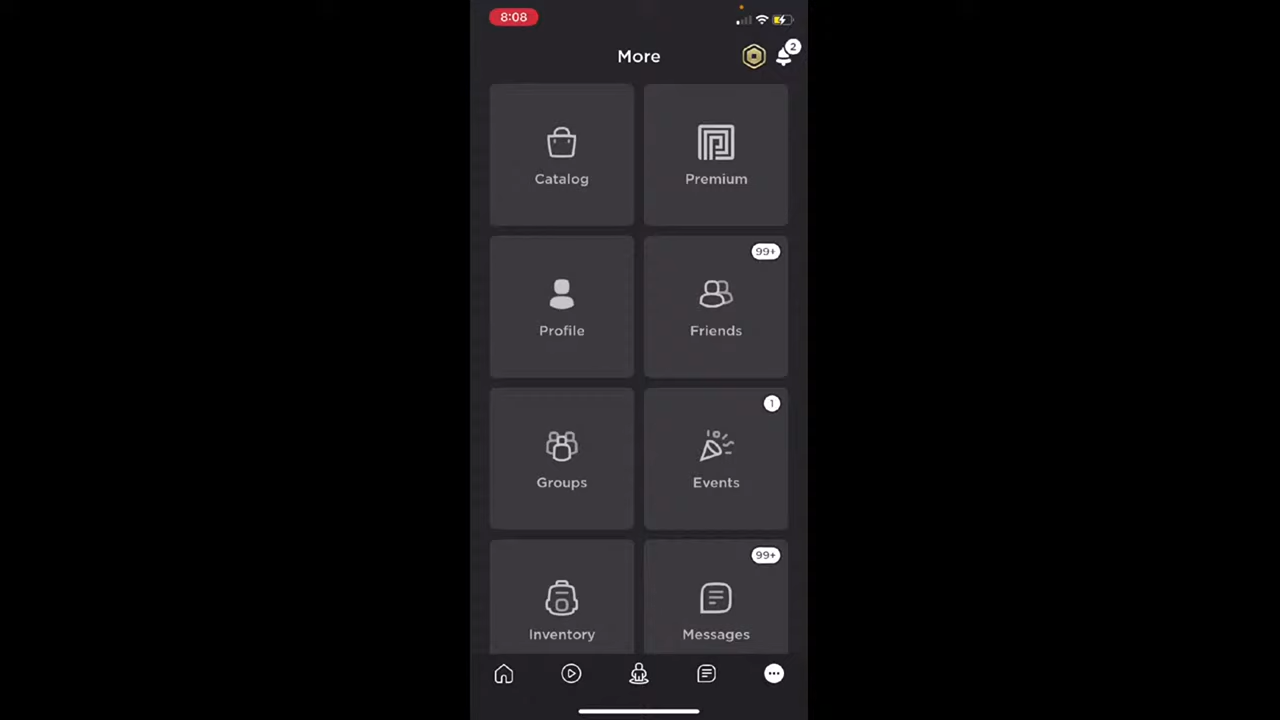 8:08
More
2
Catalog
Premium
99+
Profile
Friends
1
Groups
Events
99+
Inventory
Messages